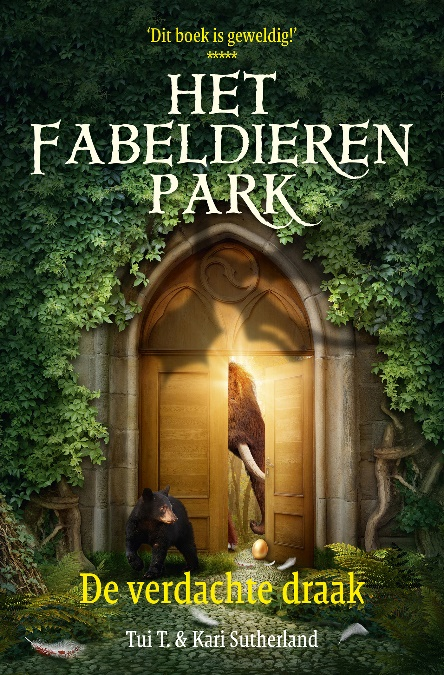 ‘Dit boek is geweldig!’
*****
HET
FABELDIEREN
PARK
De verdachte draak
Tui T. & Kari Sutherland